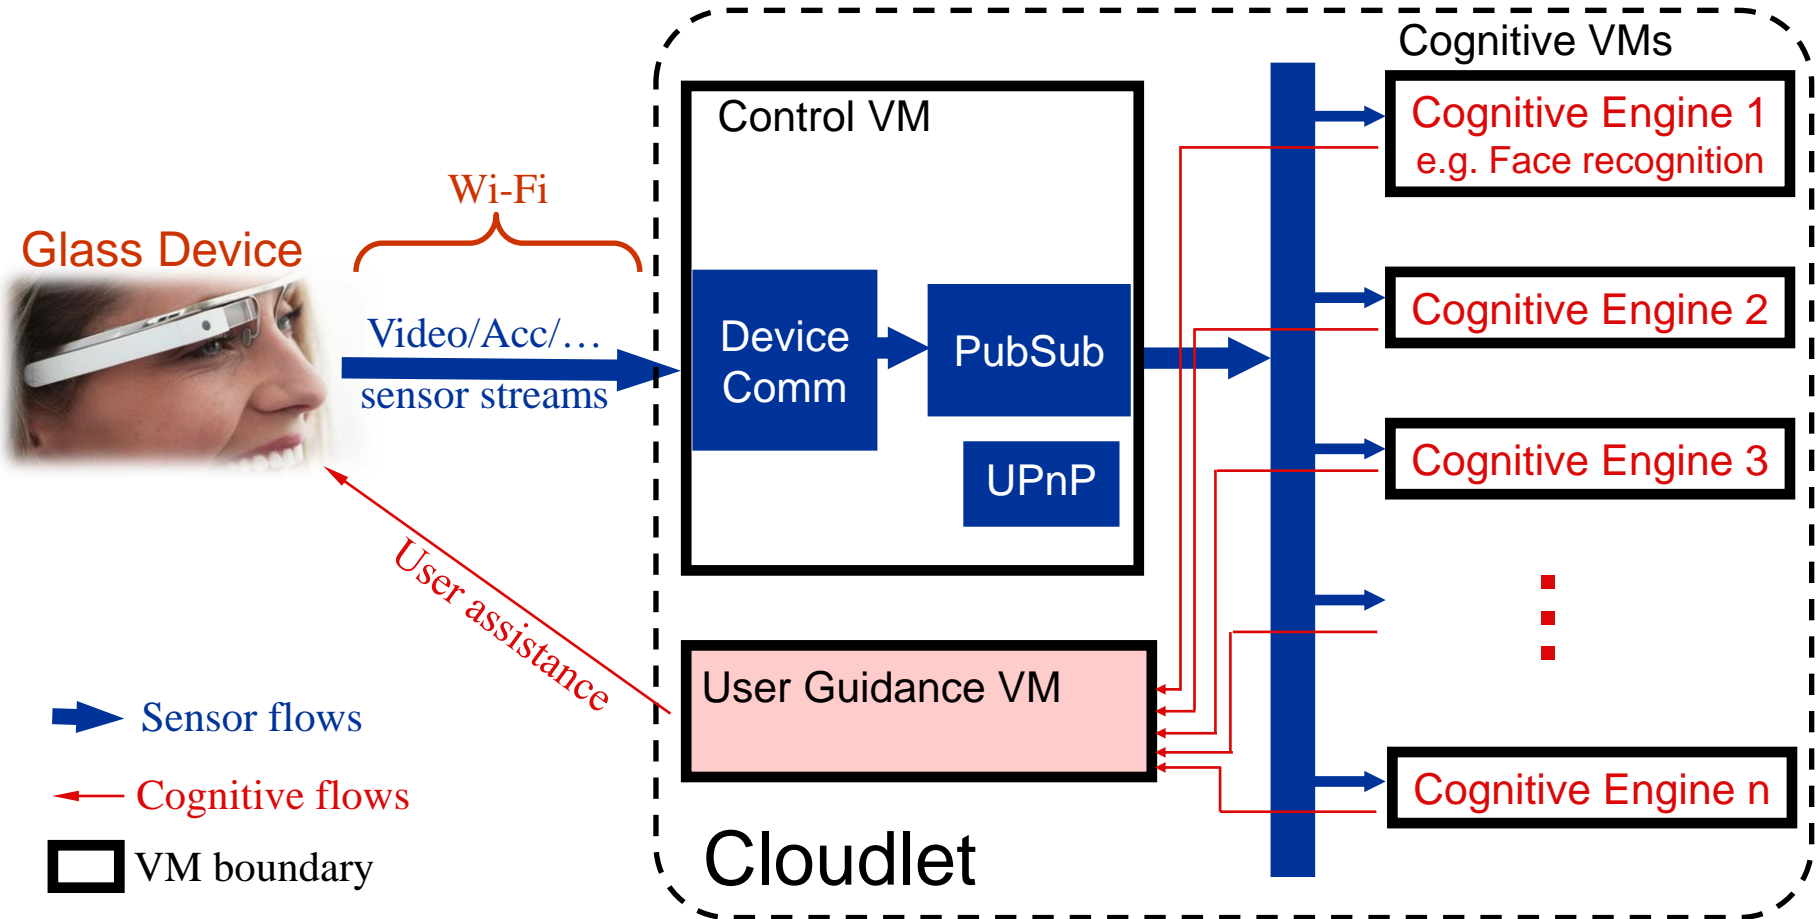 Cognitive VMs
Control VM
Cognitive Engine 1
e.g. Face recognition
Wi-Fi
Glass Device
Video/Acc/…
sensor streams
Device
Comm
PubSub
UPnP
Cognitive Engine 2
Cognitive Engine 3
User assistance
User Guidance VM
Sensor flows
Cognitive flows
VM boundary
Cloudlet
Cognitive Engine n